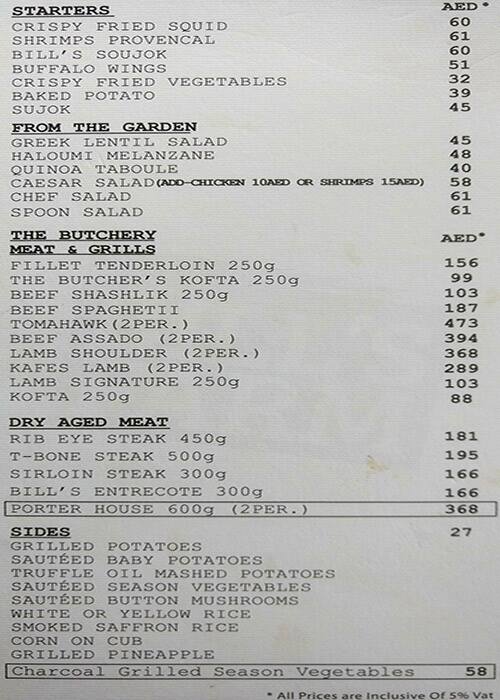 STARTERS AED*
CRISPY FRIED SQUID 60
SHRIMPS PROVENCAL 61
BILL'S SOUJOK 60
BUFFALO WINGS 51
CRISPY FRIED VEGETABLES 32
BAKED POTATO 39
SUJOK 45
FROM THE GARDEN
GREEK LENTIL SALAD 45
HALOUMI MELANZANE 48
QUINOA TABOULE 40
CAESAR SALAD(ADD-CHICKEN 10AED OR SHRIMPS 15AED) 58
CHEF SALAD 61
SPOON SALAD 61
THE BUTCHERY AED*
MEAT & GRILLS
FILLET TENDERLOIN 250g 156
THE BUTCHER'S KOFTA 250g 99
BEEF SHASHLIK 250g 103
BEEF SPAGHETII 187
TOMAHAWK(2PER.) 473
BEEF ASSADO (2PER.) 394
LAMB SHOULDER (2PER.) 368
KAFES LAMB (2PER.) 289
LAMB SIGNATURE 250g 103
KOFTA 250g 88
DRY AGED MEAT
RIB EYE STEAK 450g 181
T-BONE STEAK 500g 195
SIRLOIN STEAK 300g 166
BILL'S ENTRECOTE 300g 166
PORTER HOUSE 600g (2PER.) 368
SIDES 27
GRILLED POTATOES
SAUTÉED BABY POTATOES
TRUFFLE OIL MASHED POTATOES
SAUTÉED SEASON VEGETABLES
SAUTÉED BUTTON MUSHROOMS
WHITE OR YELLOW RICE
SMOKED SAFFRON RICE
CORN ON CUB
GRILLED PINEAPPLE
Charcoal Grilled Season Vegetables 58
* All Prices are Inclusive Of 5% Vat